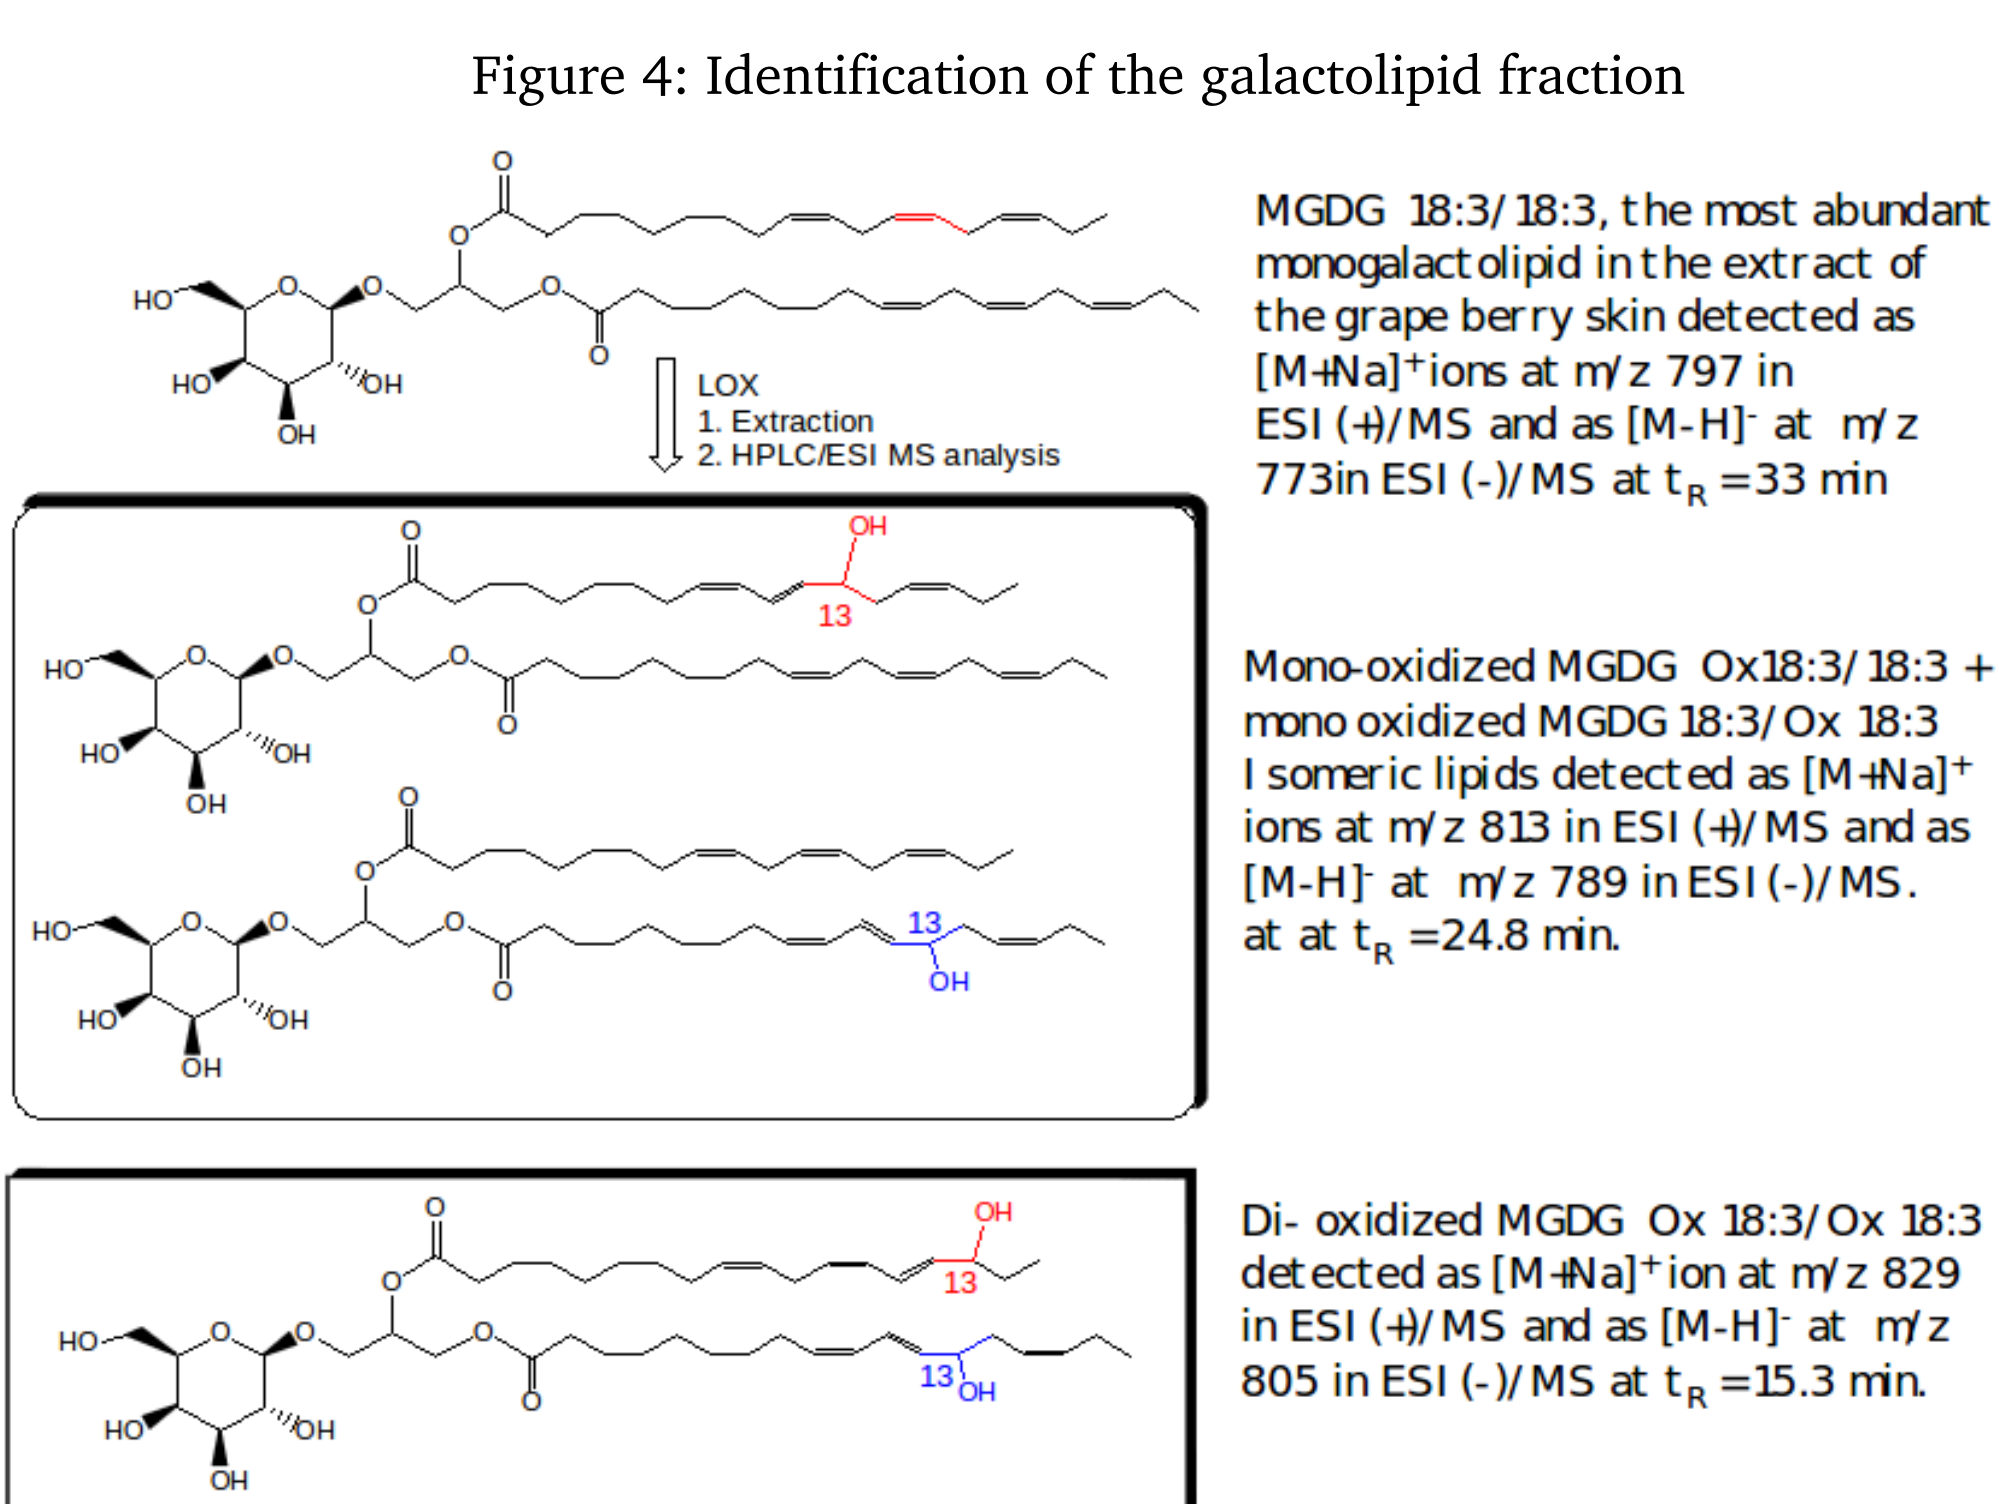 Figure 4: Identification of the galactolipid fraction
O
O
HO
O
O
O
HO
OH
OH
O
LOX
1. Extraction
2. HPLC/ESI MS analysis
MGDG 18:3/18:3, the most abundant
monogalactolipid in the extract of
the grape berry skin detected as
[M+Na]⁺ions at m/z 797 in
ESI (+)/MS and as [M-H]⁻ at m/z
773in ESI (-)/MS at tR =33 min
O
OH
O
13
HO
O
O
O
HO
OH
OH
O
O
O
HO
O
O
O
13
OH
HO
OH
OH
O
Mono-oxidized MGDG Ox18:3/18:3 +
mono oxidized MGDG 18:3/Ox 18:3
Isomeric lipids detected as [M+Na]⁺
ions at m/z 813 in ESI (+)/MS and as
[M-H]⁻ at m/z 789 in ESI (-)/MS.
at at tR =24.8 min.
O
OH
O
13
HO
O
O
O
13
OH
HO
OH
OH
O
Di- oxidized MGDG Ox 18:3/Ox 18:3
detected as [M+Na]⁺ion at m/z 829
in ESI (+)/MS and as [M-H]⁻ at m/z
805 in ESI (-)/MS at tR =15.3 min.